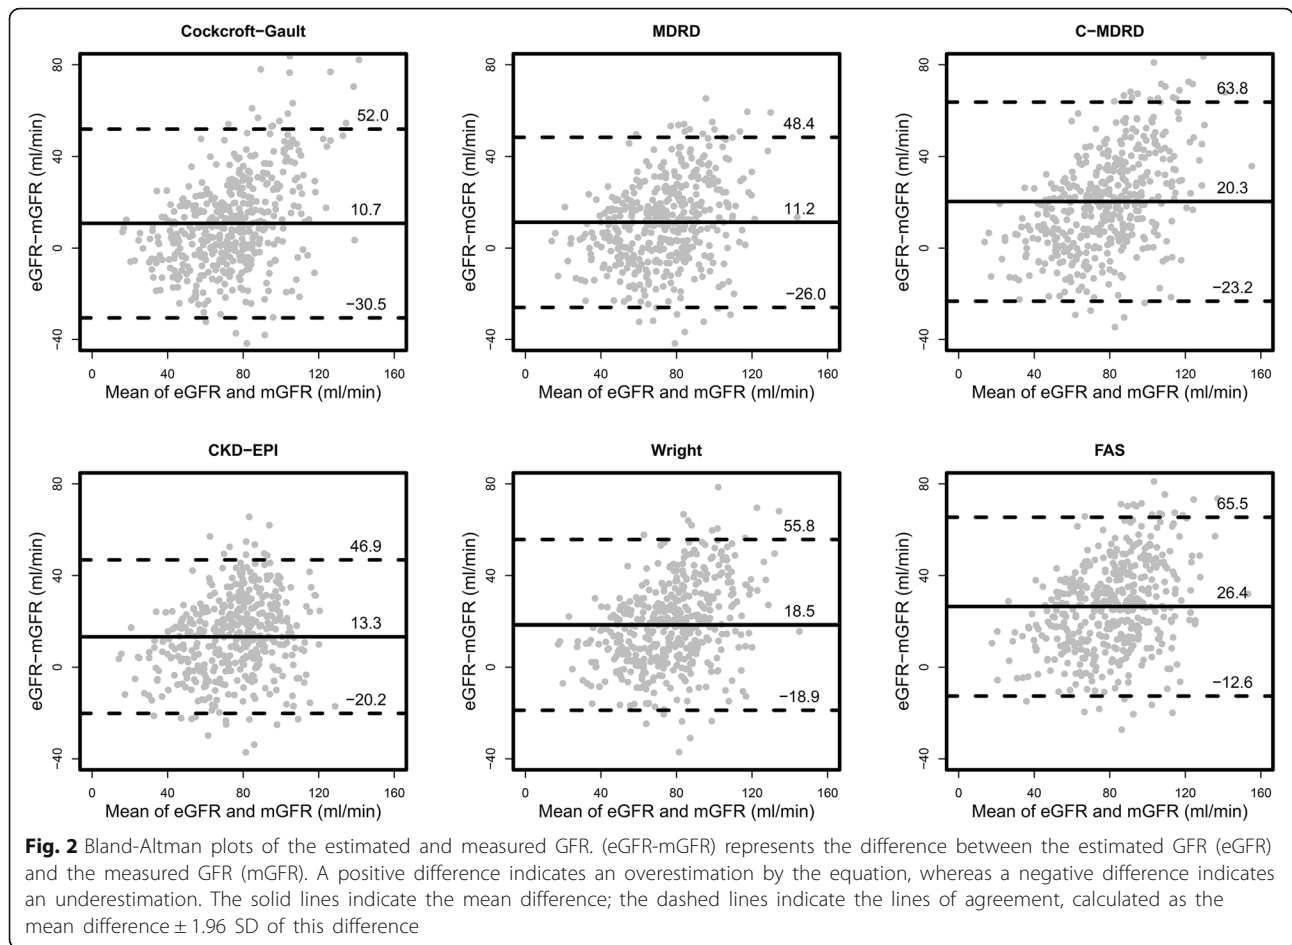 Cockcroft−Gault
MDRD
C−MDRD
80
40
0
−40
eGFR−mGFR (ml/min)
52.0
10.7
−30.5
0 40 80 120 160
Mean of eGFR and mGFR (ml/min)
80
40
0
−40
eGFR−mGFR (ml/min)
48.4
11.2
−26.0
0 40 80 120 160
Mean of eGFR and mGFR (ml/min)
80
40
0
−40
eGFR−mGFR (ml/min)
63.8
20.3
−23.2
0 40 80 120 160
Mean of eGFR and mGFR (ml/min)
CKD−EPI
Wright
FAS
80
40
0
−40
eGFR−mGFR (ml/min)
46.9
13.3
−20.2
0 40 80 120 160
Mean of eGFR and mGFR (ml/min)
80
40
0
−40
eGFR−mGFR (ml/min)
55.8
18.5
−18.9
0 40 80 120 160
Mean of eGFR and mGFR (ml/min)
80
40
0
−40
eGFR−mGFR (ml/min)
65.5
26.4
−12.6
0 40 80 120 160
Mean of eGFR and mGFR (ml/min)
Fig. 2 Bland-Altman plots of the estimated and measured GFR. (eGFR-mGFR) represents the difference between the estimated GFR (eGFR)
and the measured GFR (mGFR). A positive difference indicates an overestimation by the equation, whereas a negative difference indicates
an underestimation. The solid lines indicate the mean difference; the dashed lines indicate the lines of agreement, calculated as the
mean difference ± 1.96 SD of this difference